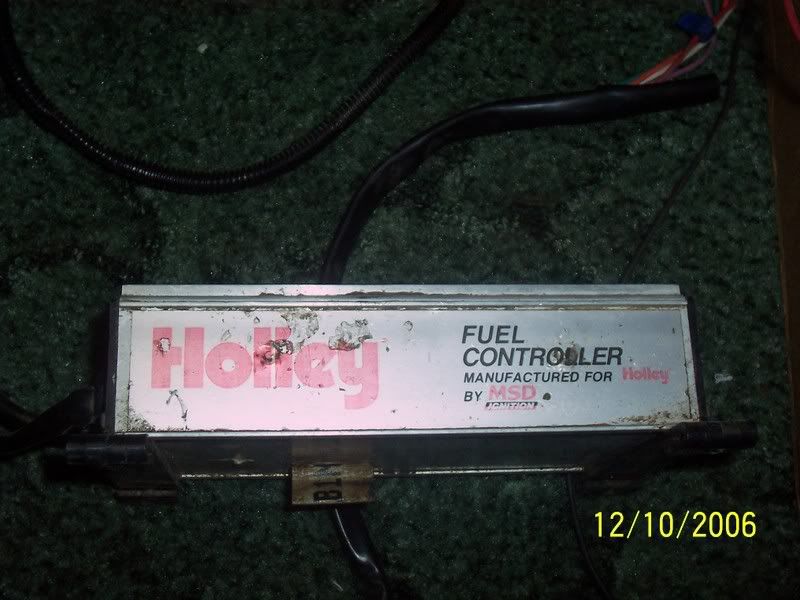 Holley
FUEL
CONTROLLER
MANUFACTURED FOR Holley
BY MSD
IGNITION
12/10/2006